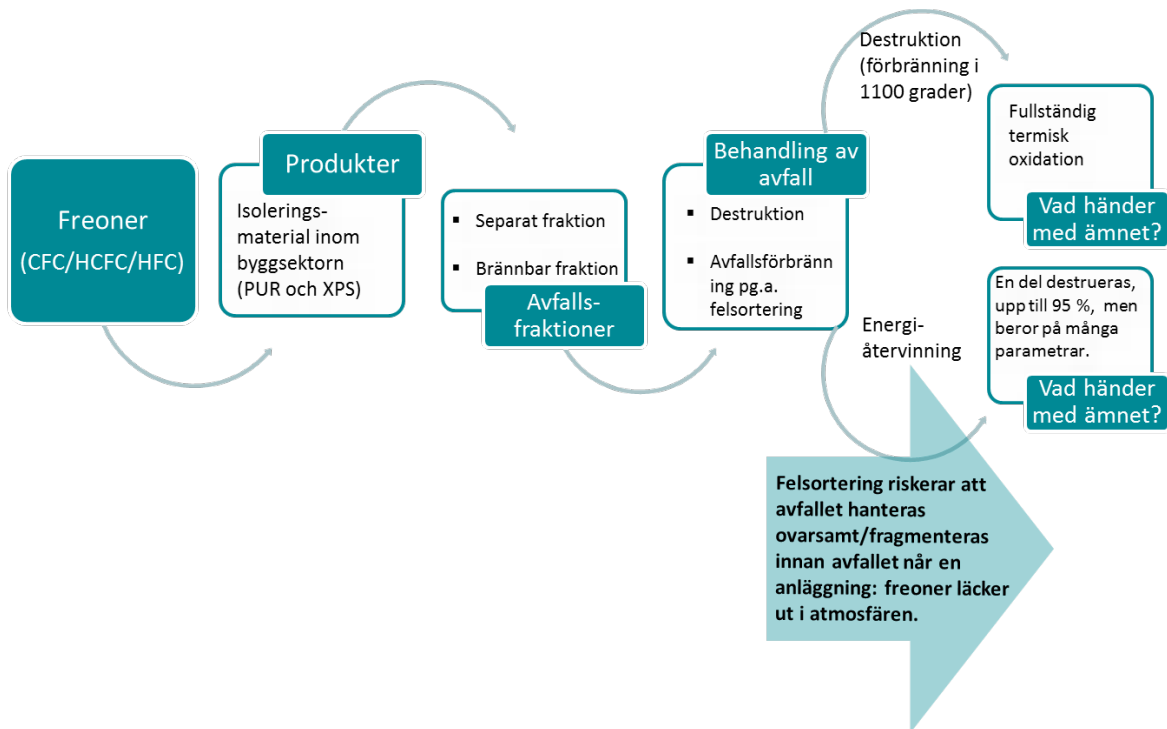 Freoner
(CFC/HCFC/HFC)
Produkter
Isolerings-
material inom
byggsektorn
(PUR och XPS)
▪ Separat fraktion
▪ Brännbar fraktion
Avfalls-
fraktioner
Behandling av
avfall
▪ Destruktion
▪ Avfallsförbränn
ing pg.a.
felsortering
Destruktion
(förbränning i
1100 grader)
Fullständig
termisk
oxidation
Vad händer
med ämnet?
Energi-
återvinning
En del destrueras,
upp till 95 %, men
beror på många
parametrar.
Vad händer
med ämnet?
Felsortering riskerar att
avfallet hanteras
ovarsamt/fragmenteras
innan avfallet når en
anläggning: freoner läcker
ut i atmosfären.